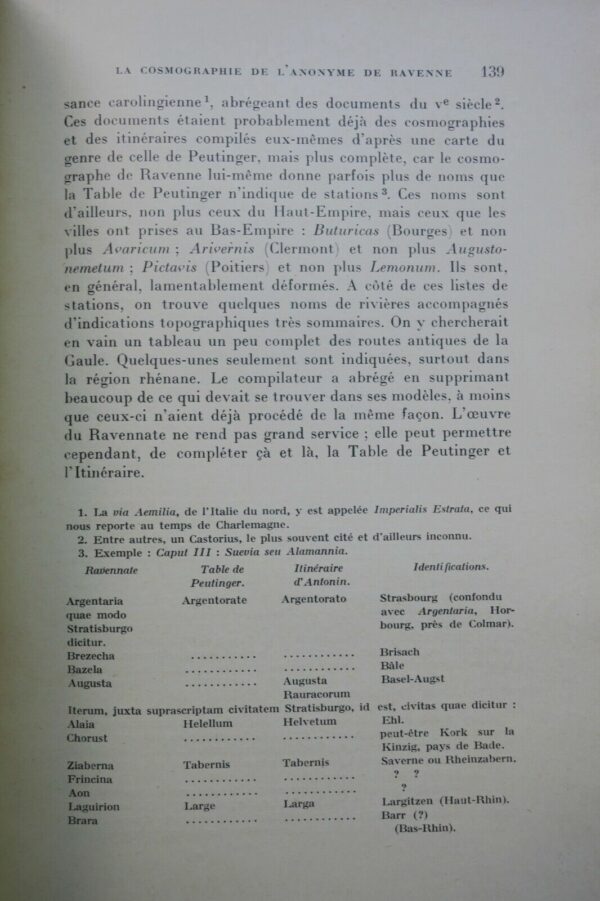 LA COSMOGRAPHIE DE L'ANONYME DE RAVENNE 139
sance carolingienne¹, abrégeant des documents du vᵉ siècle².
Ces documents étaient probablement déjà des cosmographies
et des itinéraires compilés eux-mêmes d'après une carte du
genre de celle de Peutinger, mais plus complète, car le cosmo-
graphe de Ravenne lui-même donne parfois plus de noms que
la Table de Peutinger n'indique de stations³. Ces noms sont
d'ailleurs, non plus ceux du Haut-Empire, mais ceux que les
villes ont prises au Bas-Empire : Buturicas (Bourges) et non
plus Avaricum ; Arivernis (Clermont) et non plus Augusto-
nemetum ; Pictavis (Poitiers) et non plus Lemonum. Ils sont,
en général, lamentablement déformés. A côté de ces listes de
stations, on trouve quelques noms de rivières accompagnés
d'indications topographiques très sommaires. On y chercherait
en vain un tableau un peu complet des routes antiques de la
Gaule. Quelques-unes seulement sont indiquées, surtout dans
la région rhénane. Le compilateur a abrégé en supprimant
beaucoup de ce qui devait se trouver dans ses modèles, à moins
que ceux-ci n'aient déjà procédé de la même façon. L'œuvre
du Ravennate ne rend pas grand service ; elle peut permettre
cependant, de compléter çà et là, la Table de Peutinger et
l'Itinéraire.
1. La via Aemilia, de l'Italie du nord, y est appelée Imperialis Estrata, ce qui
nous reporte au temps de Charlemagne.
2. Entre autres, un Castorius, le plus souvent cité et d'ailleurs inconnu.
3. Exemple : Caput III : Suevia seu Alamannia.
Ravennate Table de Itinéraire Identifications.
Peutinger. d'Antonin.
Argentaria Argentorate Argentorato Strasbourg (confondu
quae modo avec Argentaria, Hor-
Stratisburgo bourg, près de Colmar).
dicitur.
Brezecha ........... ........... Brisach
Bazela ........... ........... Bâle
Augusta ........... Augusta Basel-Augst
Rauracorum
Iterum, juxta suprascriptam civitatem Stratisburgo, id est, civitas quae dicitur :
Alaia Helellum Helvetum Ehl.
Chorust ........... ........... peut-être Kork sur la
Kinzig, pays de Bade.
Ziaberna Tabernis Tabernis Saverne ou Rheinzabern.
Frincina ........... ........... ? ?
Aon ........... ........... ?
Laguirion Large Larga Largitzen (Haut-Rhin).
Brara ........... ........... Barr (?)
(Bas-Rhin).